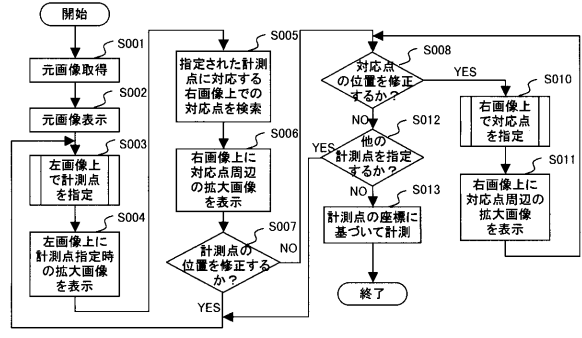 開始
S001
元画像取得
S002
元画像表示
S003
左画像上
で計測点
を指定
S004
左画像上に
計測点指定時
の拡大画像
を表示
S005
指定された計測
点に対応する
右画像上での
対応点を検索
S006
右画像上に
対応点周辺
の拡大画像
を表示
S007
計測点の
位置を修正する
か？
NO
YES
S008
対応点
の位置を修正
するか？
YES
NO
S012
他の
計測点を指定
するか？
YES
NO
S013
計測点の座標に
基づいて計測
終了
S010
右画像上
で対応点
を指定
S011
右画像上に
対応点周辺の
拡大画像
を表示